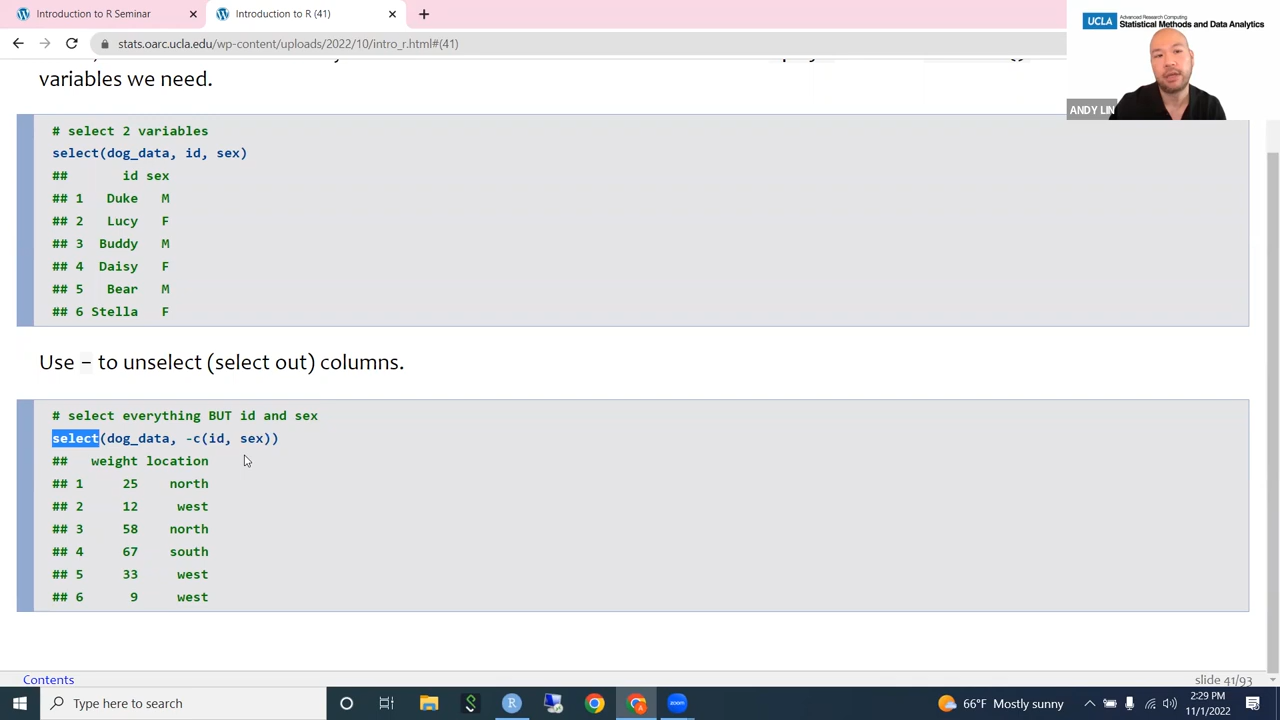 Introduction to R Seminar
Introduction to R (41)
stats.oarc.ucla.edu/wp-content/uploads/2022/10/intro_r.html#(41)
UCLA
Advanced Research Computing
Statistical Methods and Data Analytics
ANDY LIN
variables we need.
# select 2 variables
select(dog_data, id, sex)
## id sex
## 1 Duke M
## 2 Lucy F
## 3 Buddy M
## 4 Daisy F
## 5 Bear M
## 6 Stella F
Use - to unselect (select out) columns.
# select everything BUT id and sex
select(dog_data, -c(id, sex))
## weight location
## 1 25 north
## 2 12 west
## 3 58 north
## 4 67 south
## 5 33 west
## 6 9 west
Contents
slide 41/93
Type here to search
zoom
66°F Mostly sunny
2:29 PM
11/1/2022